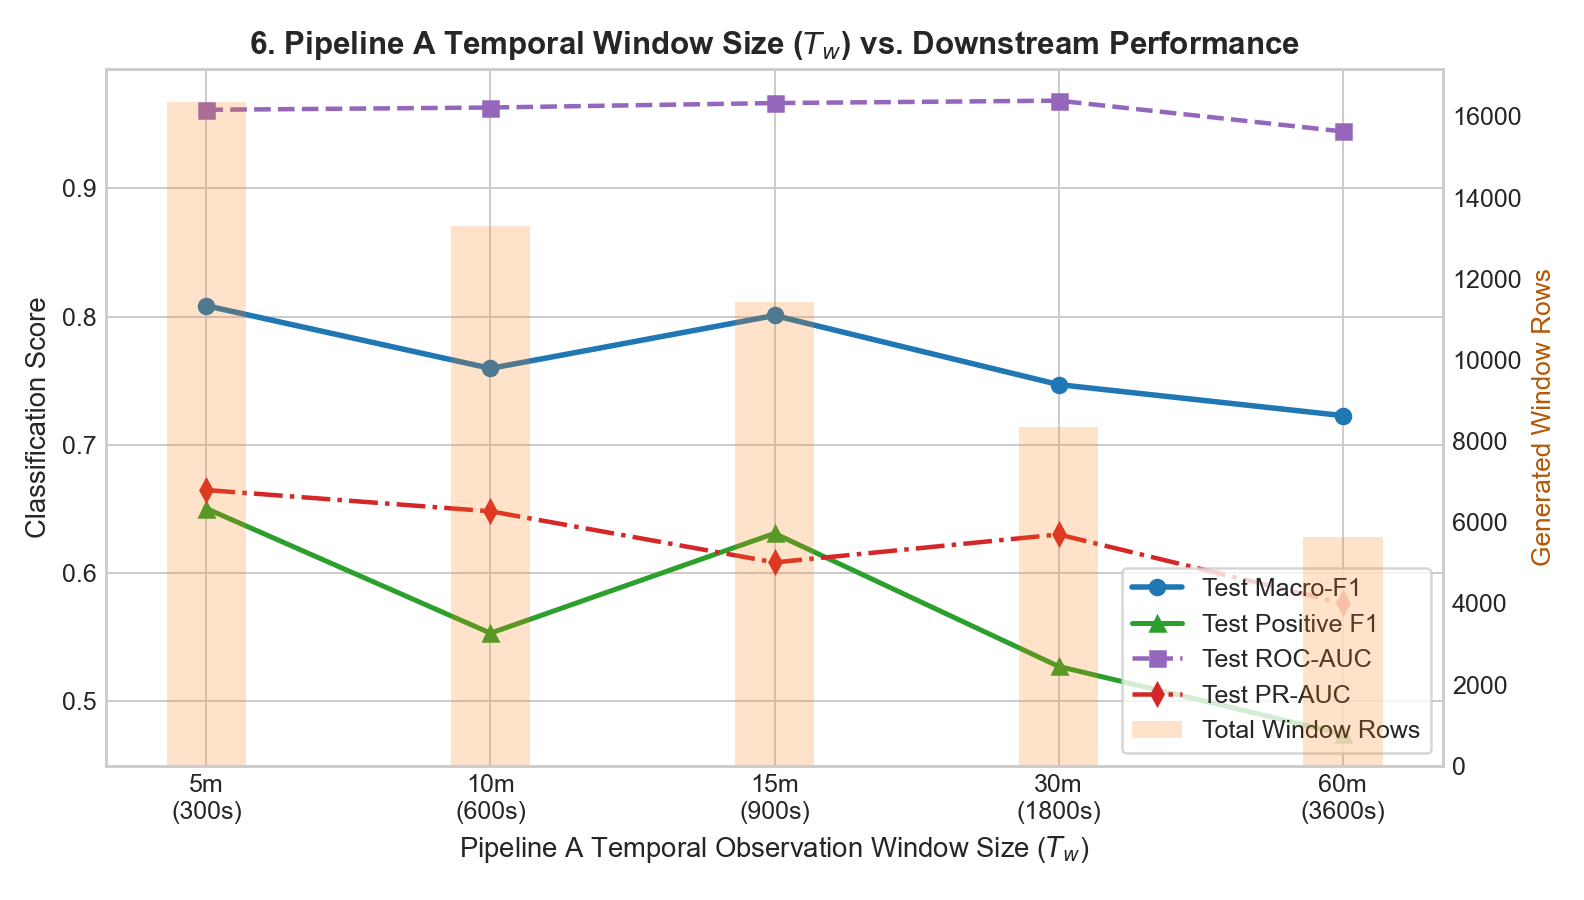 6. Pipeline A Temporal Window Size (T_w) vs. Downstream Performance
Classification Score
0.9
0.8
0.7
0.6
0.5
16000
14000
12000
10000
8000
6000
4000
2000
0
Generated Window Rows
Test Macro-F1
Test Positive F1
Test ROC-AUC
Test PR-AUC
Total Window Rows
5m
(300s)
10m
(600s)
15m
(900s)
30m
(1800s)
60m
(3600s)
Pipeline A Temporal Observation Window Size (T_w)